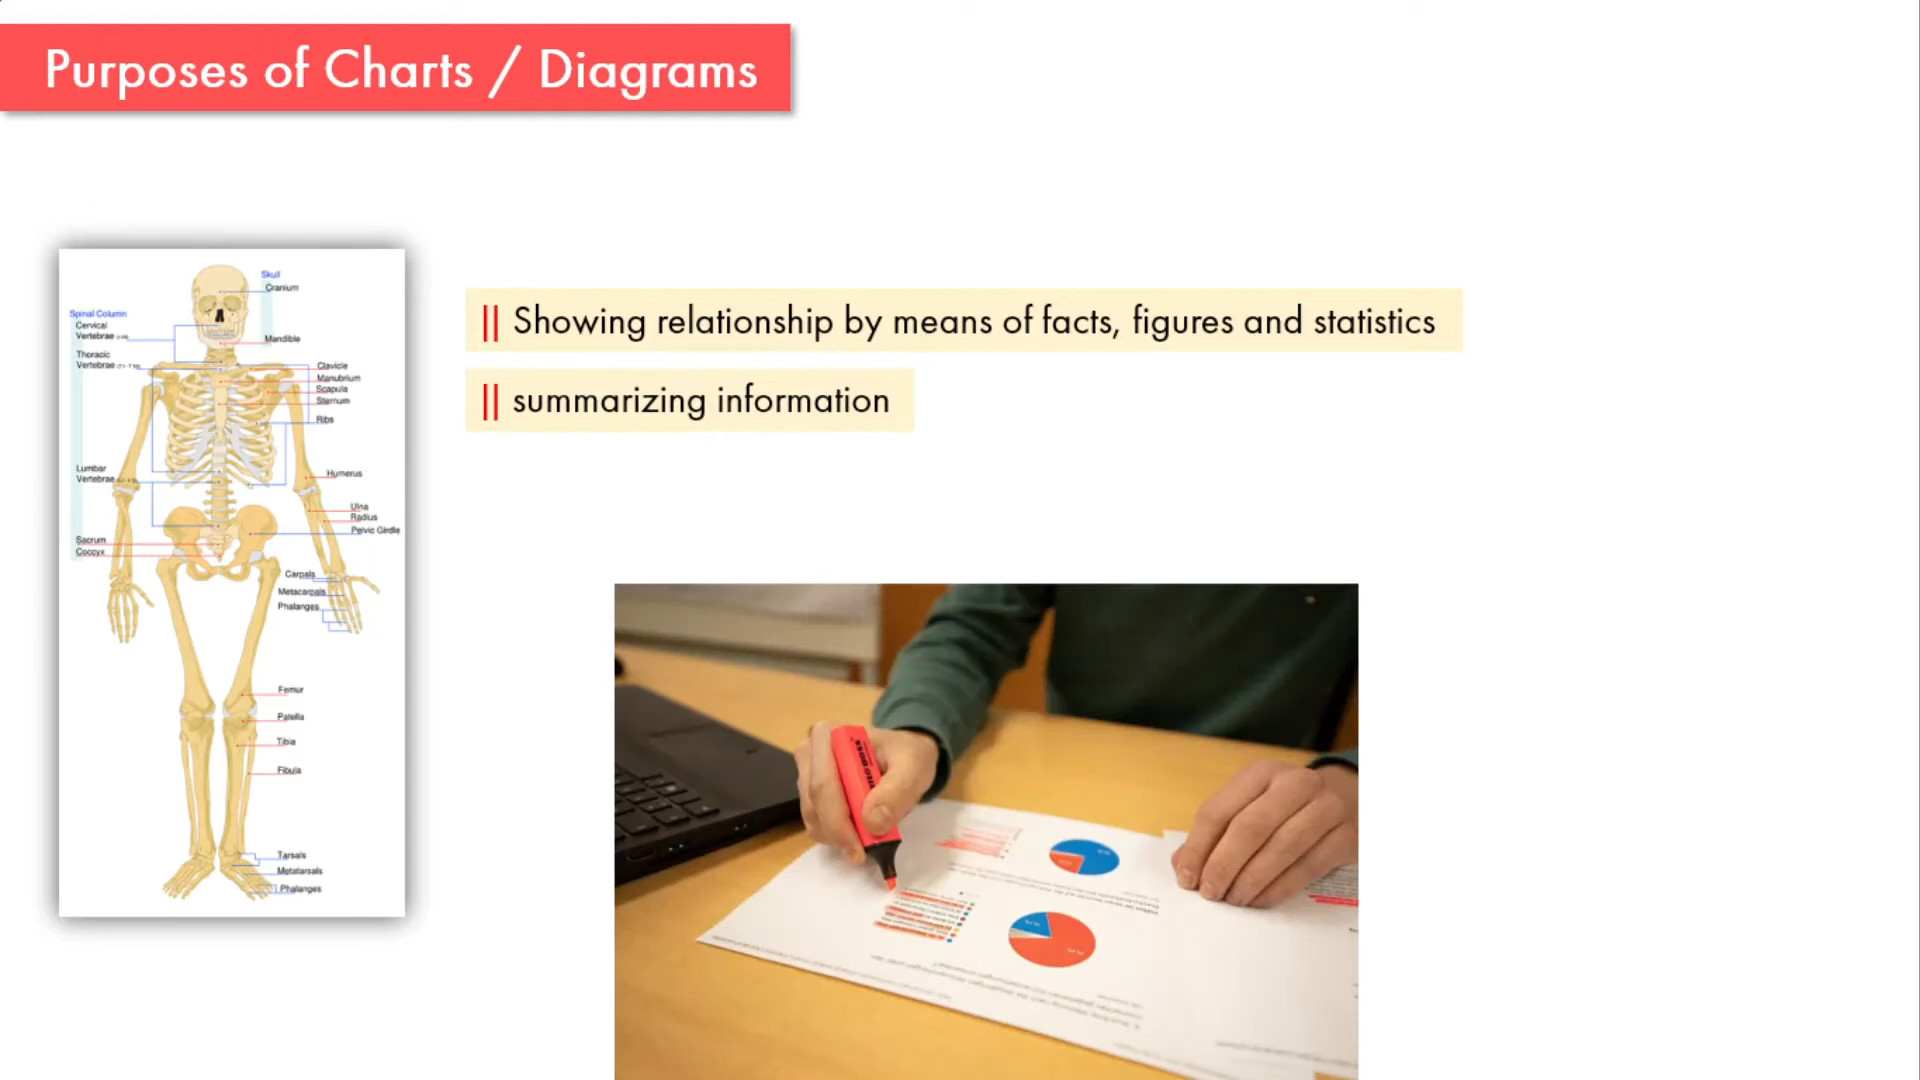 Purposes of Charts / Diagrams
|| Showing relationship by means of facts, figures and statistics
|| summarizing information
Skull
Cranium
Mandible
Spinal Column
Cervical
Vertebrae
Thoracic
Vertebrae
Clavicle
Manubrium
Scapula
Sternum
Ribs
Lumbar
Vertebrae
Humerus
Ulna
Radius
Pelvic Girdle
Sacrum
Coccyx
Carpals
Metacarpals
Phalanges
Femur
Patella
Tibia
Fibula
Tarsals
Metatarsals
Phalanges